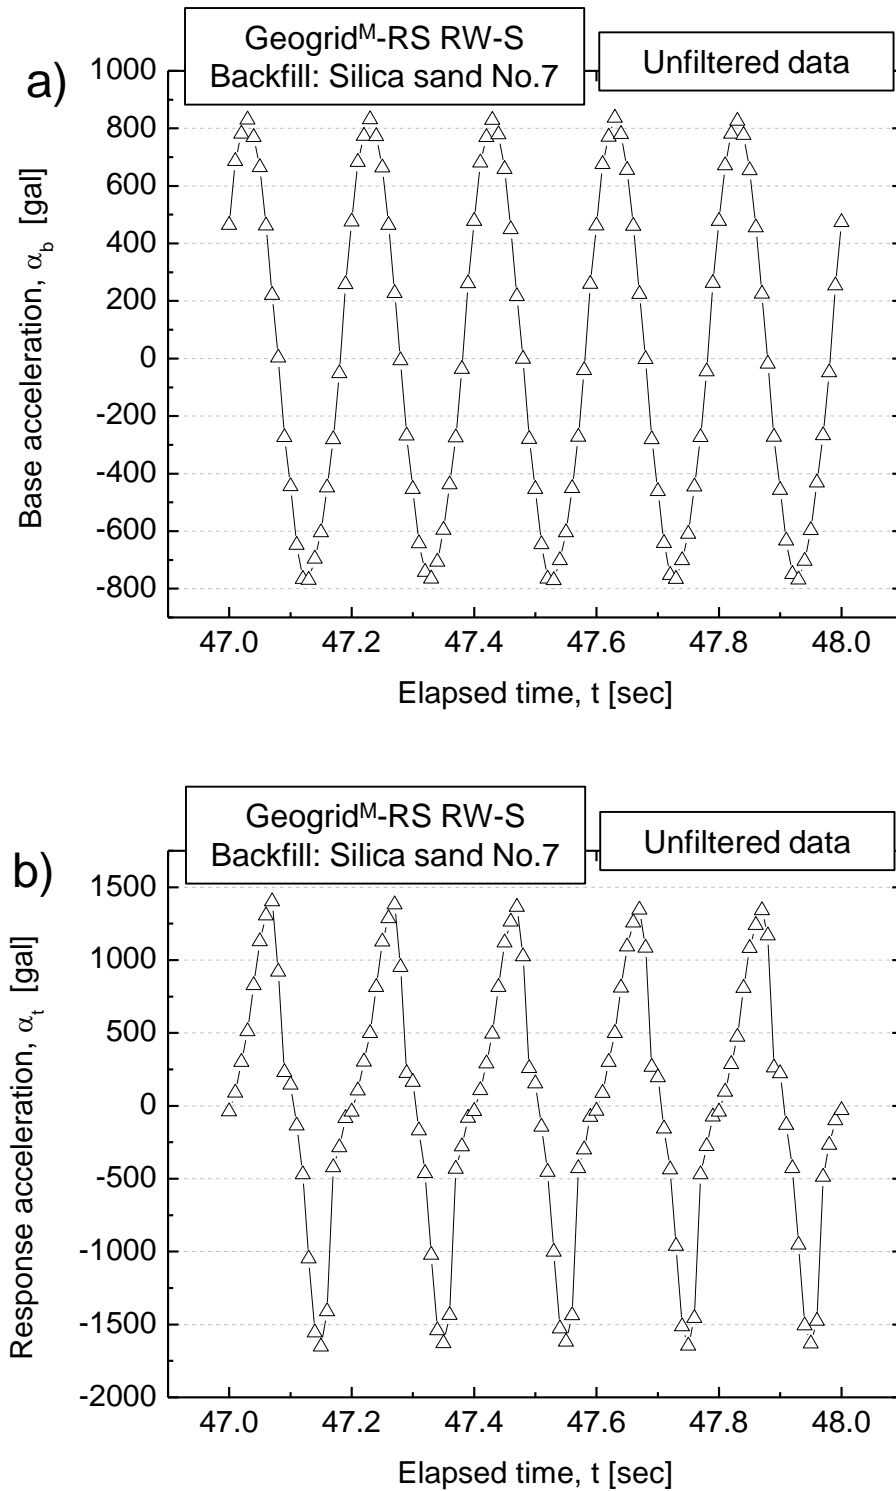 a)
Geogridᴹ-RS RW-S
Backfill: Silica sand No.7
Unfiltered data
1000
800
600
400
200
0
-200
-400
-600
-800
Base acceleration, α_b [gal]
47.0 47.2 47.4 47.6 47.8 48.0
Elapsed time, t [sec]
b)
Geogridᴹ-RS RW-S
Backfill: Silica sand No.7
Unfiltered data
1500
1000
500
0
-500
-1000
-1500
-2000
Response acceleration, α_t [gal]
47.0 47.2 47.4 47.6 47.8 48.0
Elapsed time, t [sec]